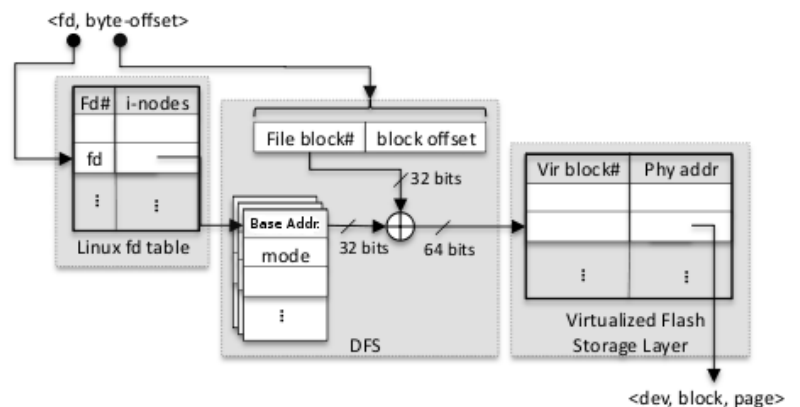 <fd, byte-offset>
Fd# i-nodes
fd
⋮ ⋮
Linux fd table
File block# block offset
32 bits
Base Addr.
mode
⋮
32 bits
64 bits
DFS
Vir block# Phy addr
⋮ ⋮
Virtualized Flash
Storage Layer
<dev, block, page>